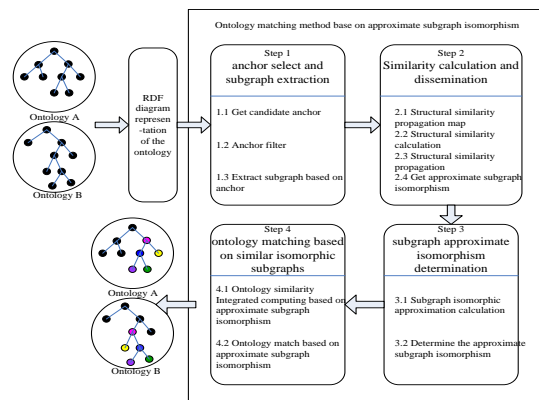 Ontology matching method base on approximate subgraph isomorphism
Ontology A
Ontology B
RDF
diagram
represen
-tation
of the
ontology
Step 1
anchor select and
subgraph extraction
1.1 Get candidate anchor
1.2 Anchor filter
1.3 Extract subgraph based on
anchor
Step 2
Similarity calculation and
dissemination
2.1 Structural similarity
propagation map
2.2 Structural similarity
calculation
2.3 Structural similarity
propagation
2.4 Get approximate subgraph
isomorphism
Step 3
subgraph approximate
isomorphism
determination
3.1 Subgraph isomorphic
approximation calculation
3.2 Determine the approximate
subgraph isomorphism
Step 4
ontology matching based
on similar isomorphic
subgraphs
4.1 Ontology similarity
Integrated computing based on
approximate subgraph
isomorphism
4.2 Ontology match based on
approximate subgraph
isomorphism
Ontology A
Ontology B